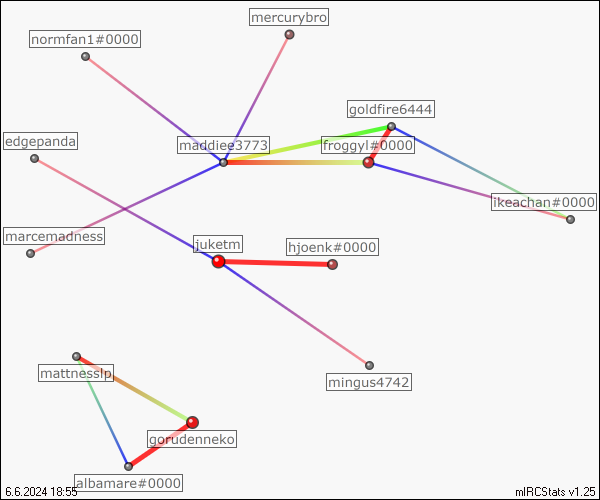 mercurybro
normfan1#0000
goldfire6444
edgepanda
maddiee3773
froggyl#0000
ikeachan#0000
marcemadness
juketm
hjoenk#0000
mattnesslp
mingus4742
gorudenneko
albamare#0000
6.6.2024 18:55
mIRCStats v1.25